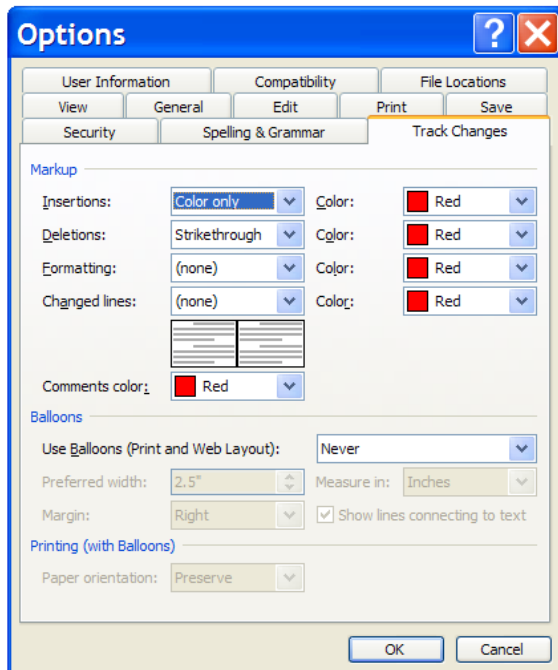 Options
User Information Compatibility File Locations
View General Edit Print Save
Security Spelling & Grammar Track Changes
Markup
Insertions: Color only Color: Red
Deletions: Strikethrough Color: Red
Formatting: (none) Color: Red
Changed lines: (none) Color: Red
Comments color: Red
Balloons
Use Balloons (Print and Web Layout): Never
Preferred width: 2.5" Measure in: Inches
Margin: Right Show lines connecting to text
Printing (with Balloons)
Paper orientation: Preserve
OK Cancel